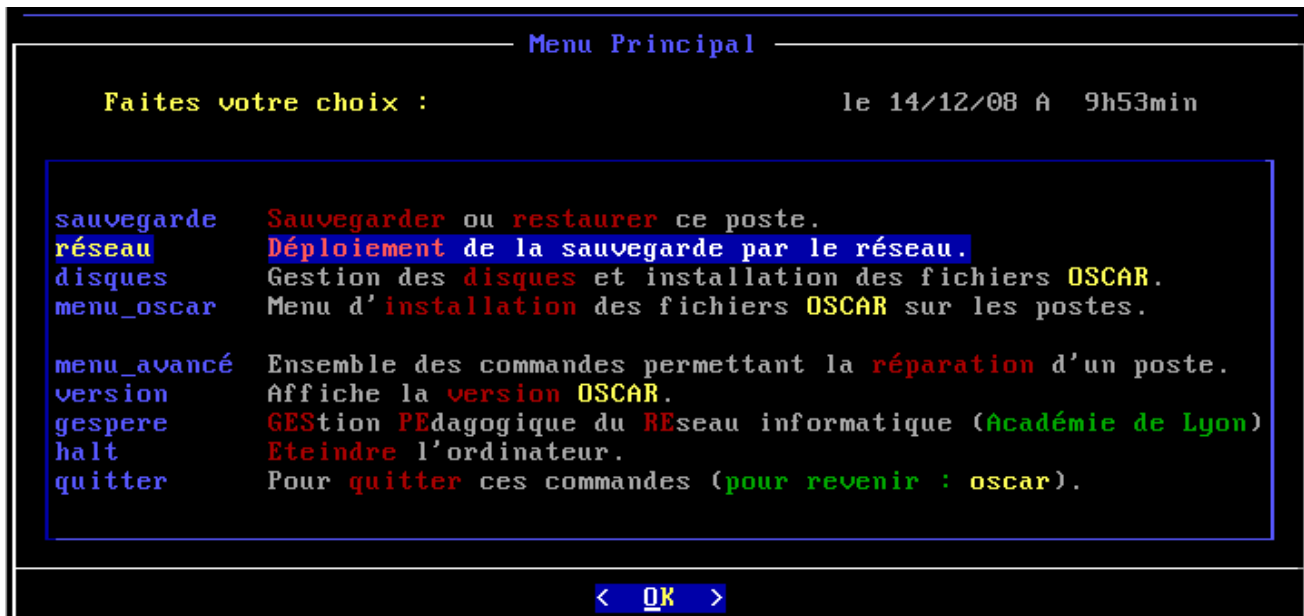 Menu Principal
Faites votre choix : le 14/12/08 A 9h53min
sauvegarde Sauvegarder ou restaurer ce poste.
réseau Déploiement de la sauvegarde par le réseau.
disques Gestion des disques et installation des fichiers OSCAR.
menu_oscar Menu d'installation des fichiers OSCAR sur les postes.
menu_avancé Ensemble des commandes permettant la réparation d'un poste.
version Affiche la version OSCAR.
gespere GEStion PEdagogique du REseau informatique (Académie de Lyon)
halt Eteindre l'ordinateur.
quitter Pour quitter ces commandes (pour revenir : oscar).
< OK >